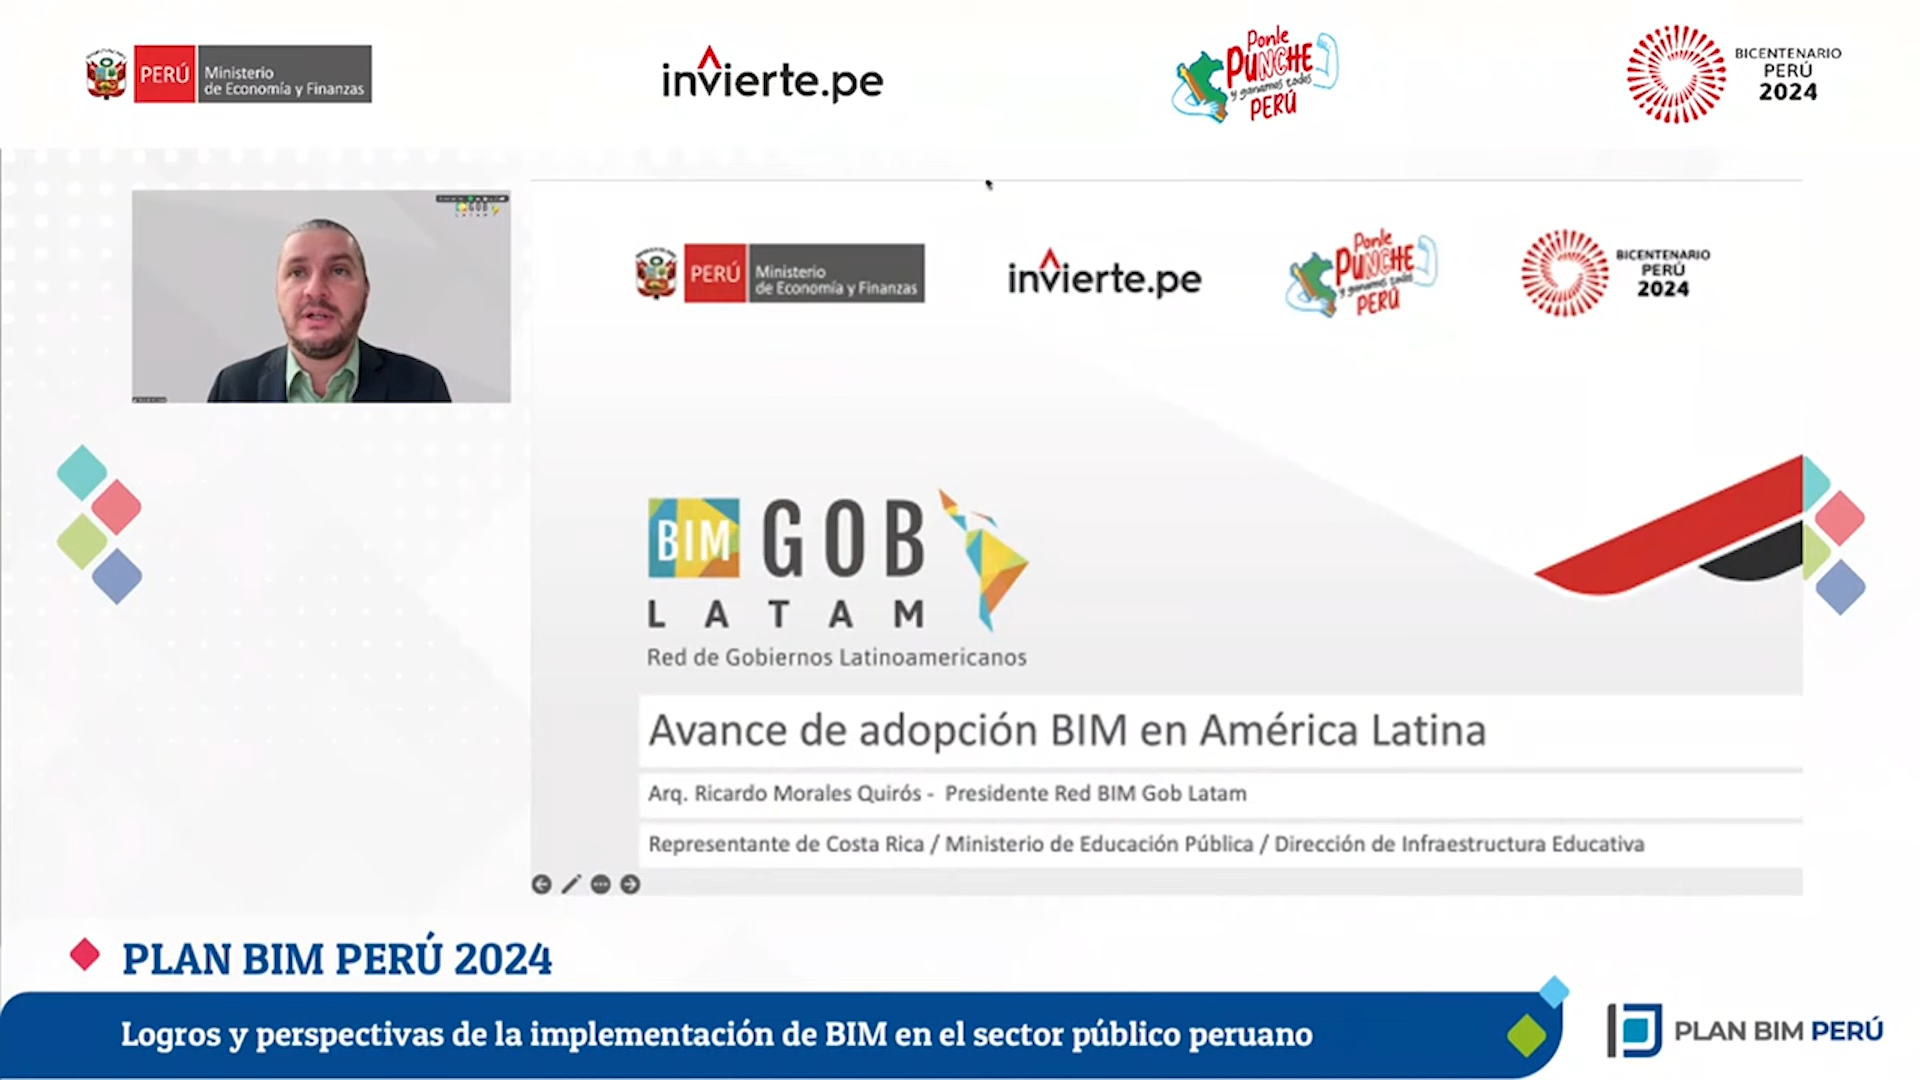 PERÚ
Ministerio
de Economía y Finanzas
invierte.pe
Ponle
PUNCHE
y ganamos todos
PERÚ
BICENTENARIO
PERÚ
2024
GOB
PERÚ
Ministerio
de Economía y Finanzas
invierte.pe
Ponle
PUNCHE
y ganamos todos
PERÚ
BICENTENARIO
PERÚ
2024
BIM GOB
LATAM
Red de Gobiernos Latinoamericanos
Avance de adopción BIM en América Latina
Arq. Ricardo Morales Quirós - Presidente Red BIM Gob Latam
Representante de Costa Rica / Ministerio de Educación Pública / Dirección de Infraestructura Educativa
PLAN BIM PERÚ 2024
Logros y perspectivas de la implementación de BIM en el sector público peruano
PLAN BIM PERÚ